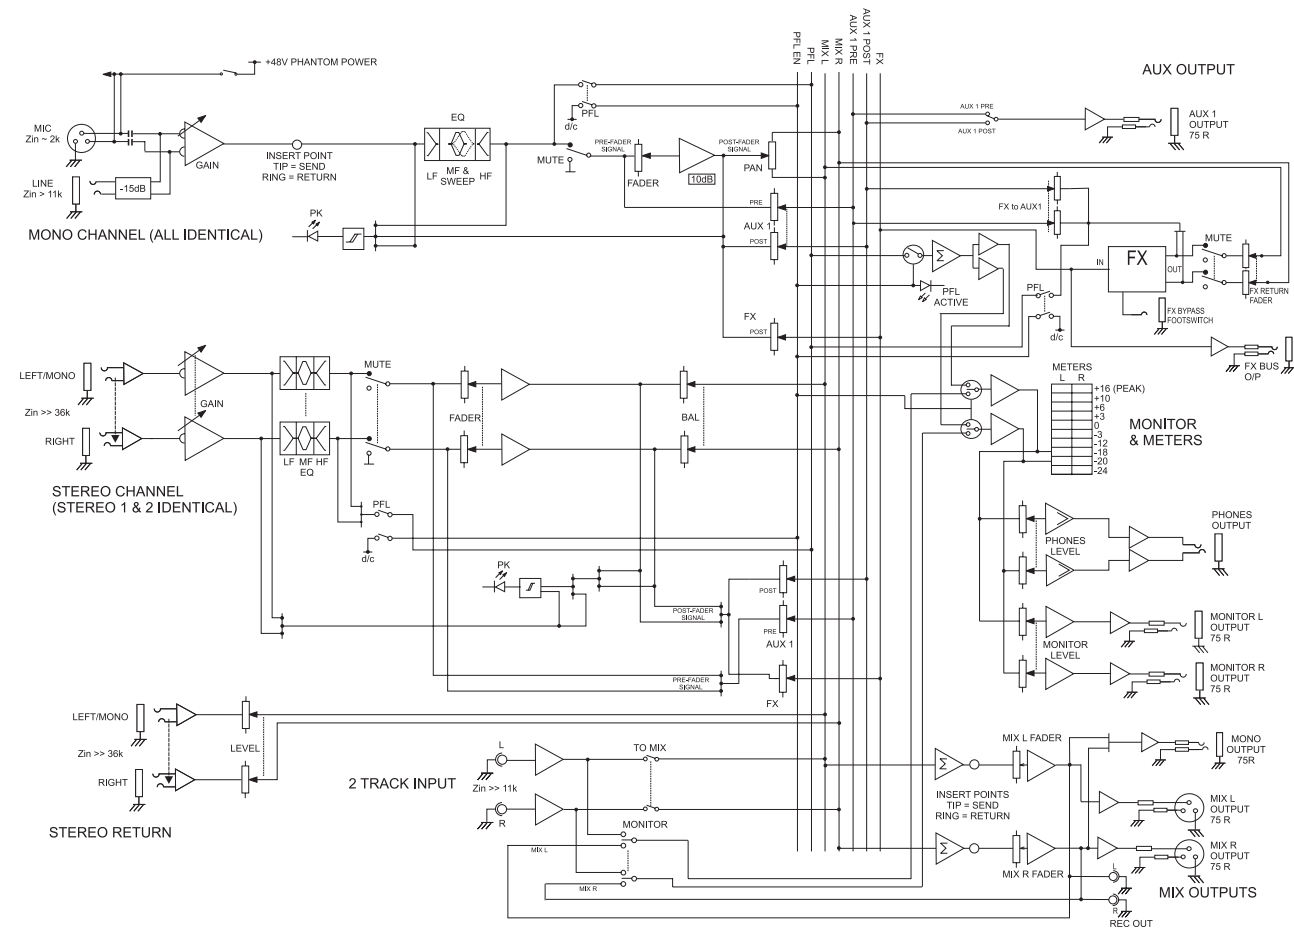 PFL EN
PFL
MIX L
MIX R
AUX 1 PRE
AUX 1 POST
FX
+48V PHANTOM POWER
MIC
Zin ~ 2k
LINE
Zin > 11k
-15dB
GAIN
INSERT POINT
TIP = SEND
RING = RETURN
EQ
LF
MF &
SWEEP
HF
PFL
d/c
MUTE
PRE-FADER
SIGNAL
FADER
10dB
POST-FADER
SIGNAL
PAN
PRE
AUX 1
POST
FX
POST
PK
MONO CHANNEL (ALL IDENTICAL)
AUX OUTPUT
AUX 1 PRE
AUX 1 POST
AUX 1
OUTPUT
75 R
FX to AUX1
IN
FX
OUT
MUTE
FX RETURN
FADER
FX BYPASS
FOOTSWITCH
PFL
d/c
FX BUS
O/P
Σ
PFL
ACTIVE
LEFT/MONO
Zin >> 36k
RIGHT
GAIN
LF MF HF
EQ
MUTE
FADER
BAL
PFL
d/c
STEREO CHANNEL
(STEREO 1 & 2 IDENTICAL)
PK
POST-FADER
SIGNAL
PRE-FADER
SIGNAL
POST
PRE
AUX 1
FX
METERS
L R
+16 (PEAK)
+10
+6
+3
0
-3
-12
-18
-20
-24
MONITOR
& METERS
PHONES
LEVEL
PHONES
OUTPUT
MONITOR
LEVEL
MONITOR L
OUTPUT
75 R
MONITOR R
OUTPUT
75 R
LEFT/MONO
Zin >> 36k
RIGHT
LEVEL
STEREO RETURN
2 TRACK INPUT
L
Zin >> 11k
R
TO MIX
MONITOR
MIX L
MIX R
Σ
INSERT POINTS
TIP = SEND
RING = RETURN
Σ
MIX L FADER
MIX R FADER
MONO
OUTPUT
75R
MIX L
OUTPUT
75 R
MIX R
OUTPUT
75 R
MIX OUTPUTS
L
R
REC OUT